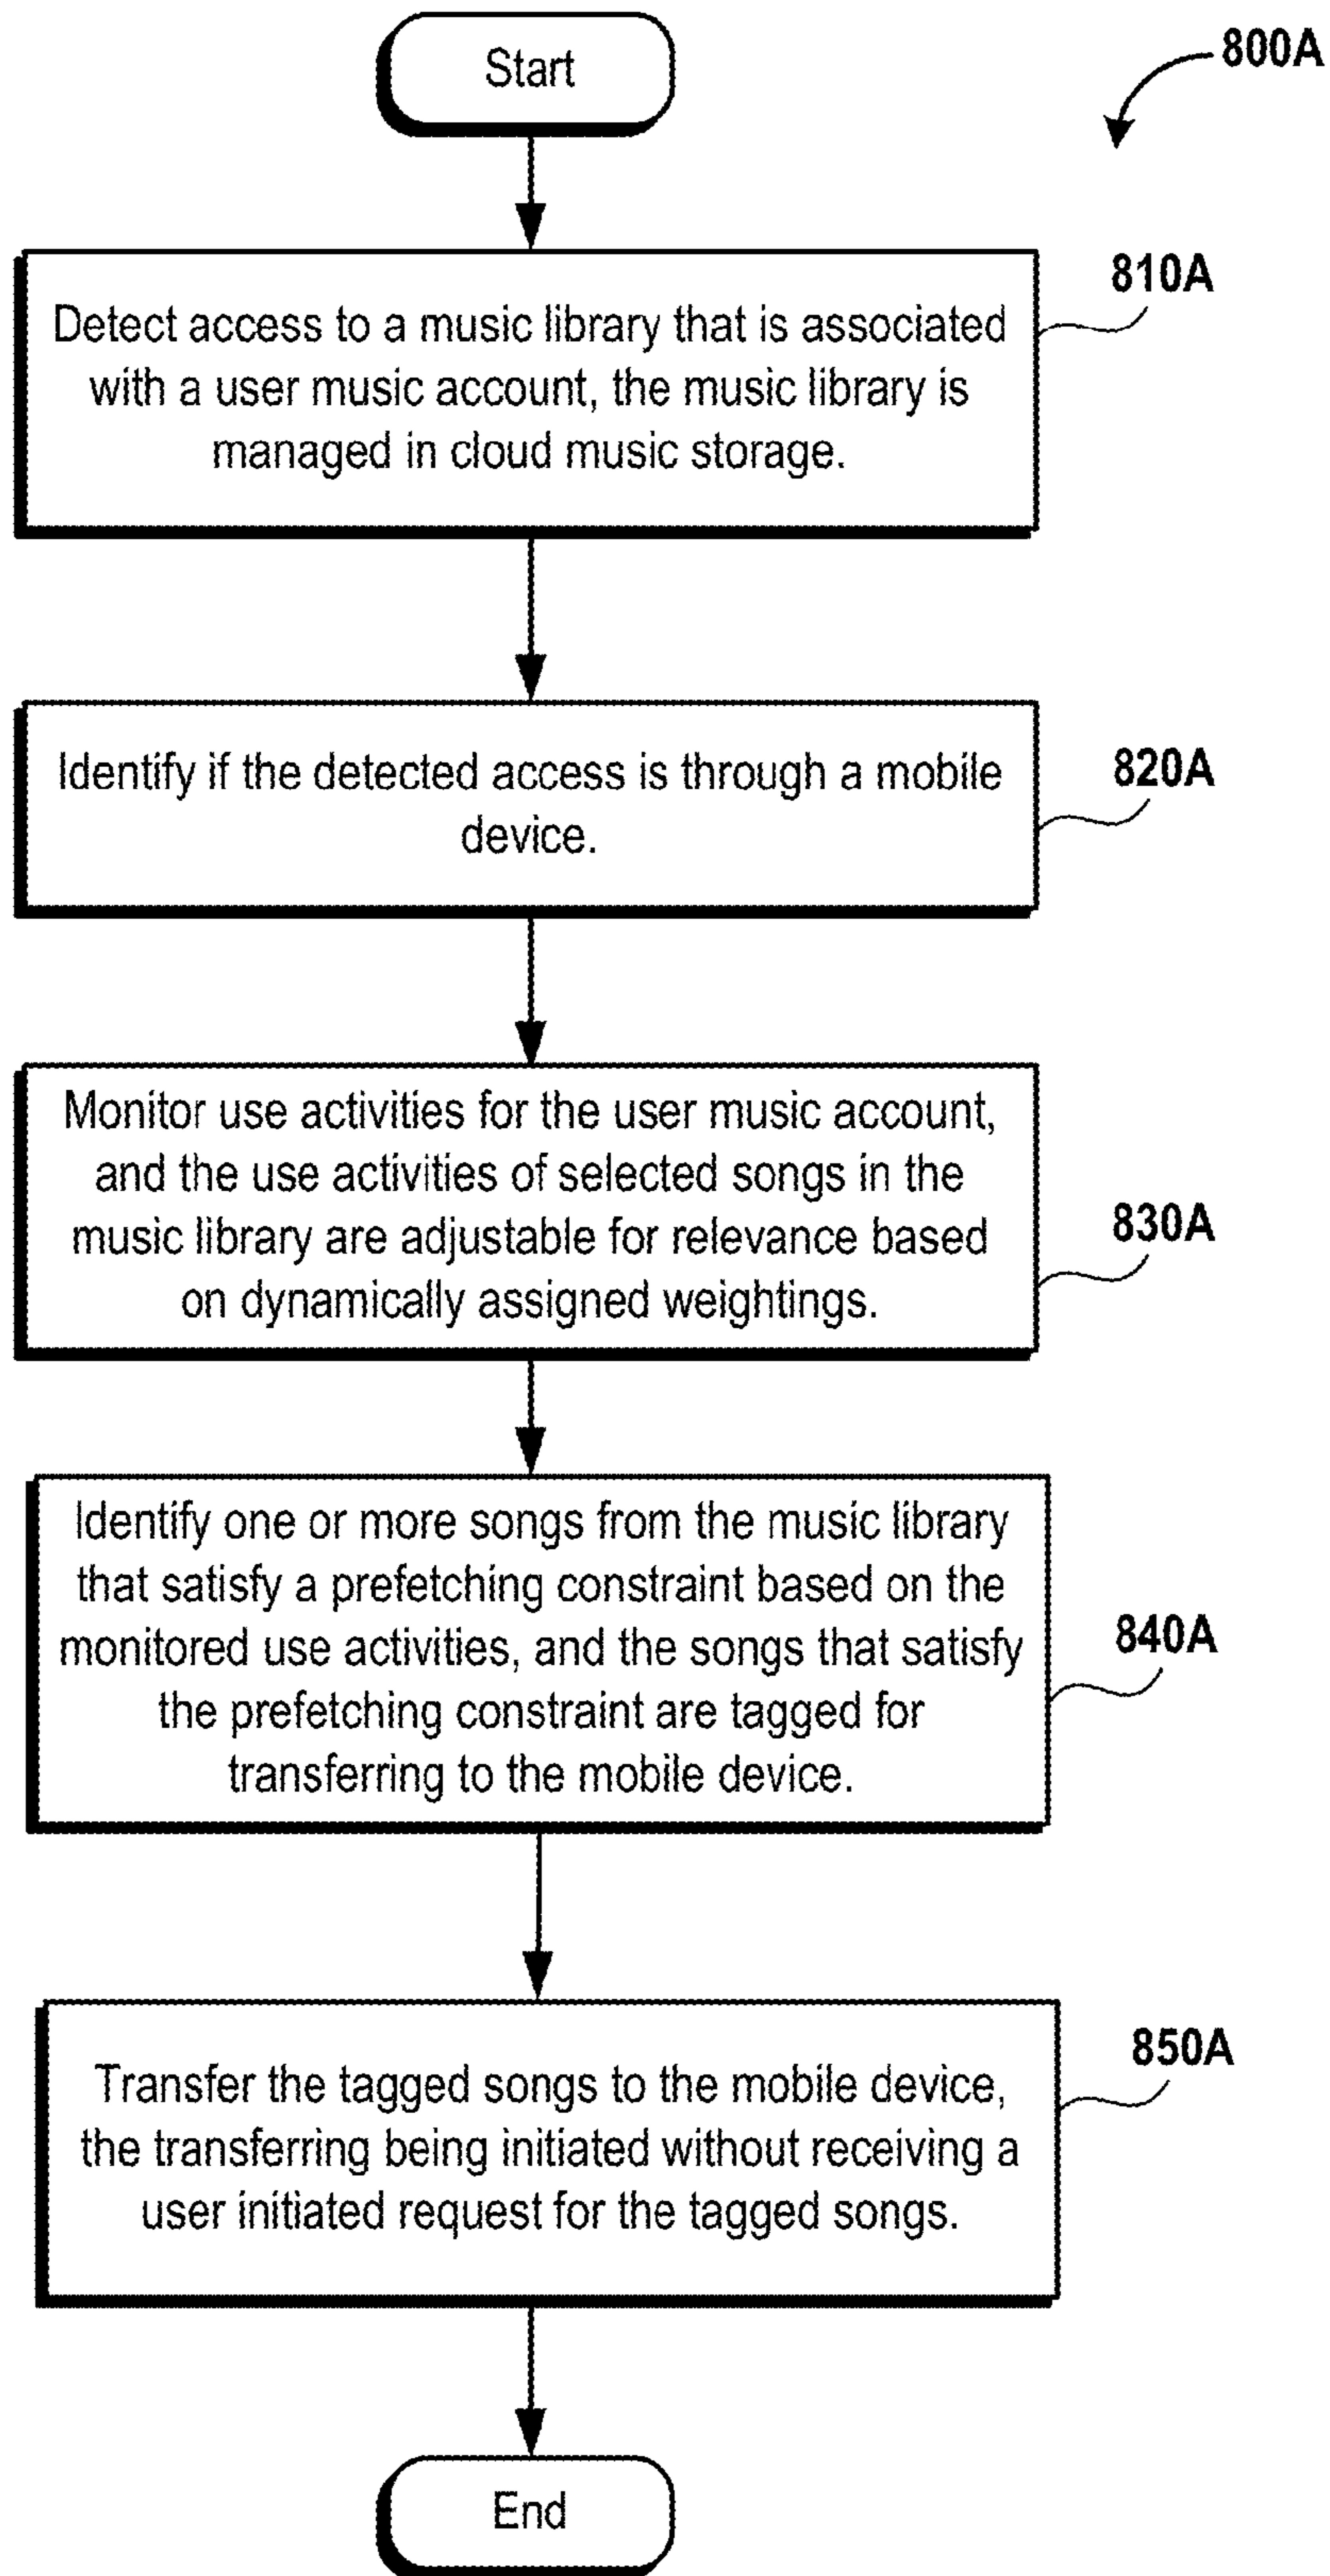 Start
800A
Detect access to a music library that is associated
with a user music account, the music library is
managed in cloud music storage.
810A
Identify if the detected access is through a mobile
device.
820A
Monitor use activities for the user music account,
and the use activities of selected songs in the
music library are adjustable for relevance based
on dynamically assigned weightings.
830A
Identify one or more songs from the music library
that satisfy a prefetching constraint based on the
monitored use activities, and the songs that satisfy
the prefetching constraint are tagged for
transferring to the mobile device.
840A
Transfer the tagged songs to the mobile device,
the transferring being initiated without receiving a
user initiated request for the tagged songs.
850A
End